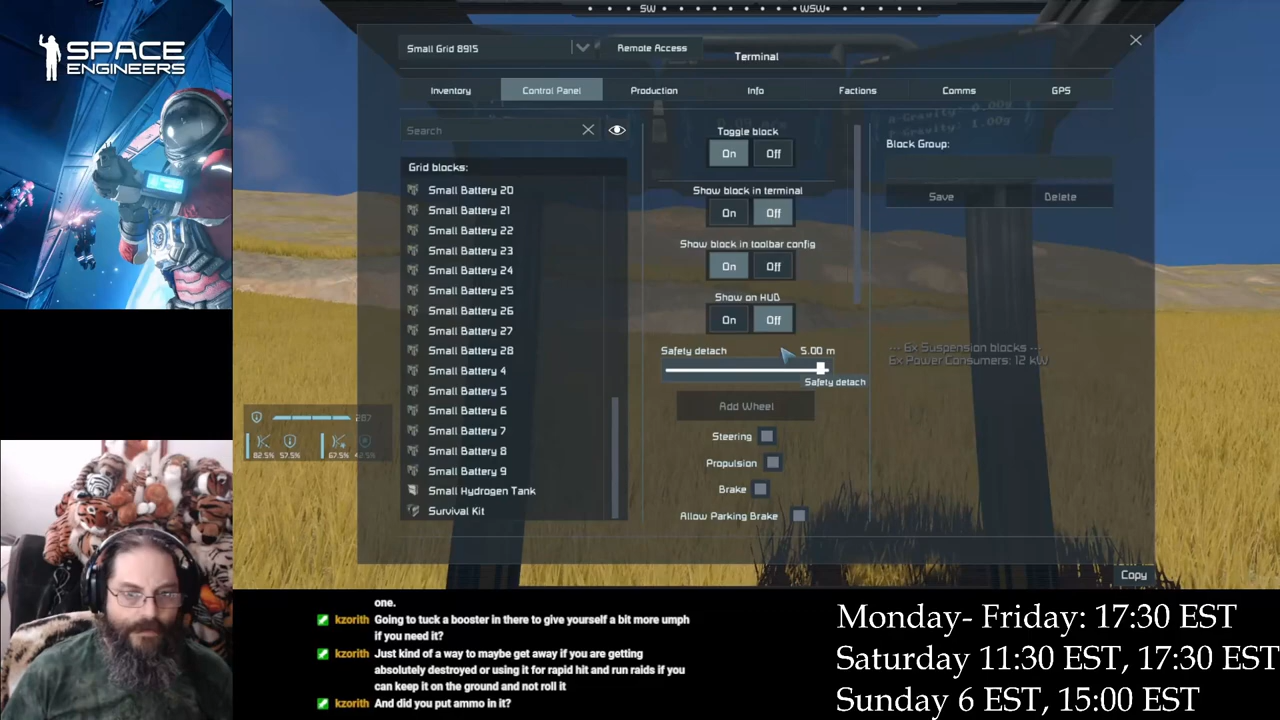 SW
WSW
SPACE
ENGINEERS
Small Grid 8915
Remote Access
Terminal
Inventory
Control Panel
Production
Info
Factions
Comms
GPS
Search
Grid blocks:
Small Battery 20
Small Battery 21
Small Battery 22
Small Battery 23
Small Battery 24
Small Battery 25
Small Battery 26
Small Battery 27
Small Battery 28
Small Battery 4
Small Battery 5
Small Battery 6
Small Battery 7
Small Battery 8
Small Battery 9
Small Hydrogen Tank
Survival Kit
Toggle block
On Off
Show block in terminal
On Off
Show block in toolbar config
On Off
Show on HUD
On Off
Safety detach 5.00 m
Safety detach
Add Wheel
Steering
Propulsion
Brake
Allow Parking Brake
Block Group:
Save Delete
-- Ex Suspension blocks --
Ex Power Consumers: 12 kW
Copy
287
82.5% 57.5% 67.5%
one.
kzorith Going to tuck a booster in there to give yourself a bit more umph
if you need it?
kzorith Just kind of a way to maybe get away if you are getting
absolutely destroyed or using it for rapid hit and run raids if you
can keep it on the ground and not roll it
kzorith And did you put ammo in it?
Monday- Friday: 17:30 EST
Saturday 11:30 EST, 17:30 EST
Sunday 6 EST, 15:00 EST